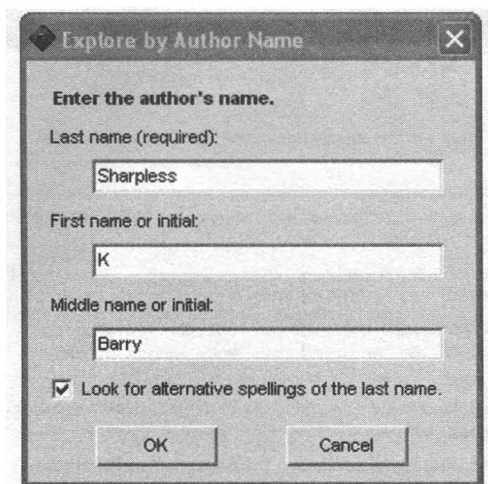 Explore by Author Name
Enter the author's name.
Last name (required):
Sharpless
First name or initial:
K
Middle name or initial:
Barry
Look for alternative spellings of the last name.
OK Cancel